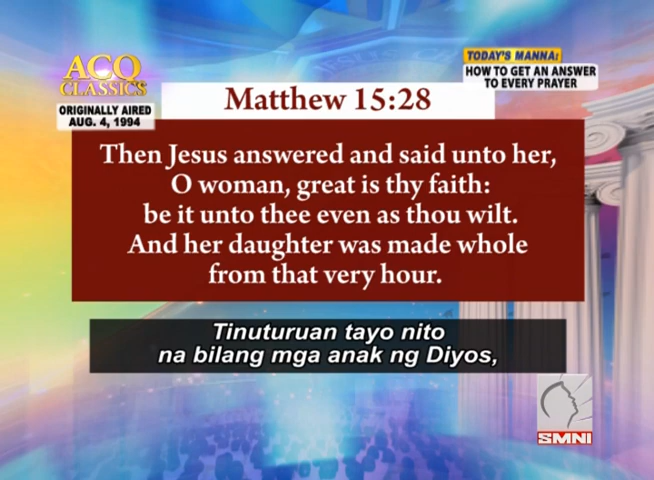 ACQ
CLASSICS
ORIGINALLY AIRED
AUG. 4, 1994
TODAY'S MANNA:
HOW TO GET AN ANSWER
TO EVERY PRAYER
Matthew 15:28
Then Jesus answered and said unto her,
O woman, great is thy faith:
be it unto thee even as thou wilt.
And her daughter was made whole
from that very hour.
Tinuturuan tayo nito
na bilang mga anak ng Diyos,
SMNI